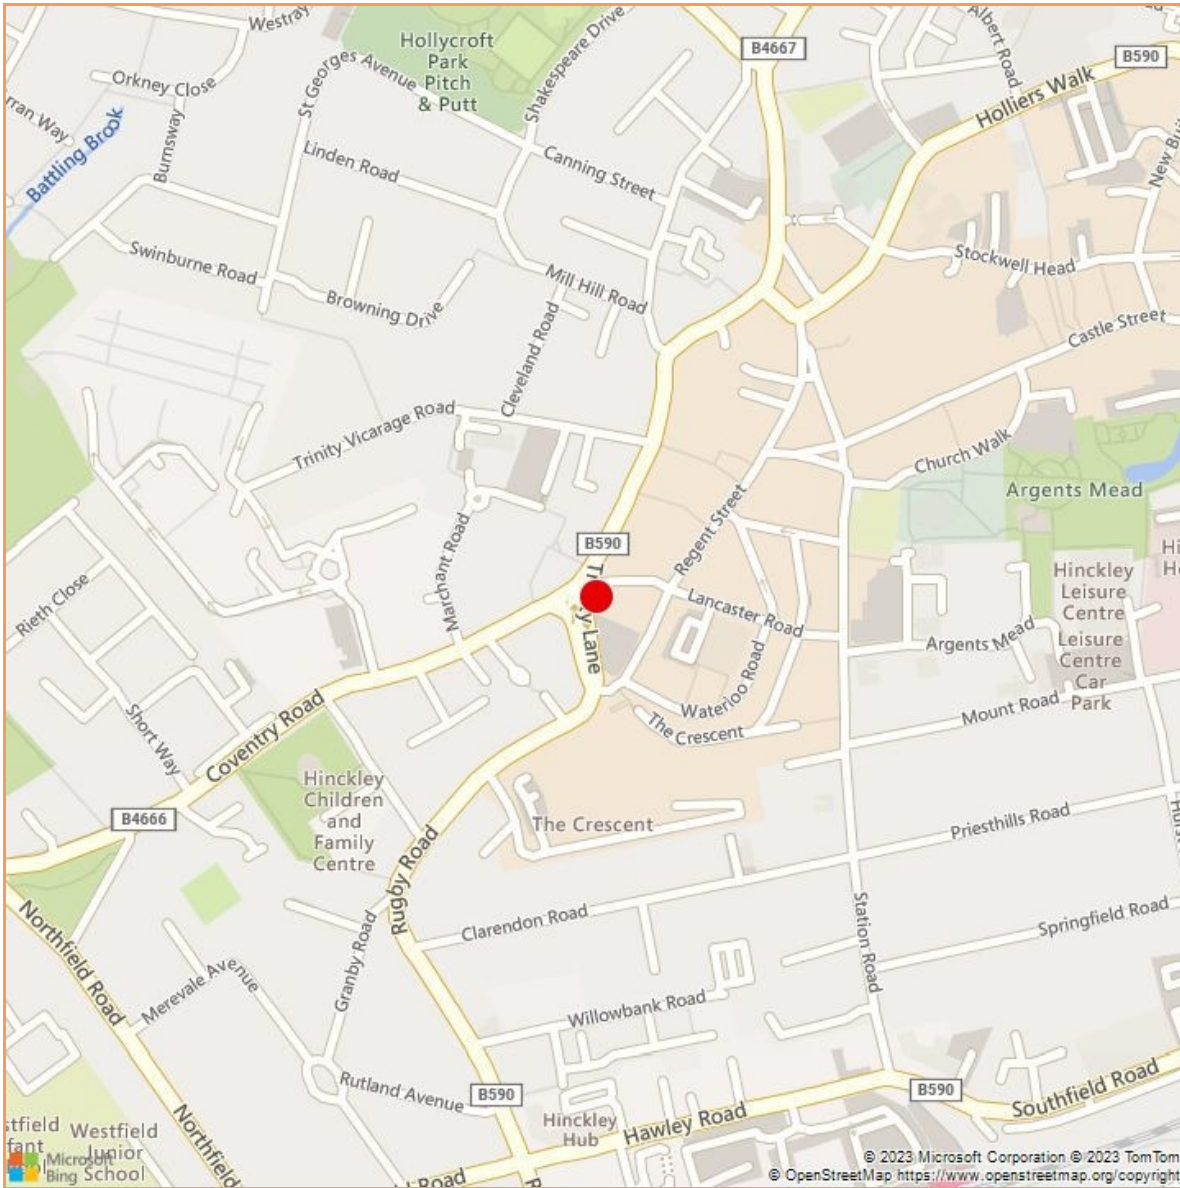 Westray
Hollycroft
Park
Pitch
& Putt
Shakespeare Drive
B4667
Albert Road
B590
Orkney Close
St Georges Avenue
Holliers Walk
Battling Brook
Burnsway
Linden Road
Canning Street
Swinburne Road
Stockwell Head
Browning Drive
Mill Hill Road
Castle Street
Cleveland Road
Trinity Vicarage Road
Church Walk
Argents Mead
Regent Street
Marchant Road
B590
Hinckley
Leisure
Centre
Lancaster Road
Rieth Close
Lane
Argents Mead
Leisure
Centre
Car
Park
Waterloo Road
Mount Road
The Crescent
Short Way
Coventry Road
Hinckley
Children
and
Family
Centre
B4666
The Crescent
Priesthills Road
Rugby Road
Clarendon Road
Station Road
Springfield Road
Northfield Road
Granby Road
Merevale Avenue
Willowbank Road
Rutland Avenue
B590
B590
Southfield Road
Hinckley
Hub
Hawley Road
Northfield
Westfield
Junior
School
Microsoft
Bing
Road
© 2023 Microsoft Corporation © 2023 TomTom
© OpenStreetMap https://www.openstreetmap.org/copyright